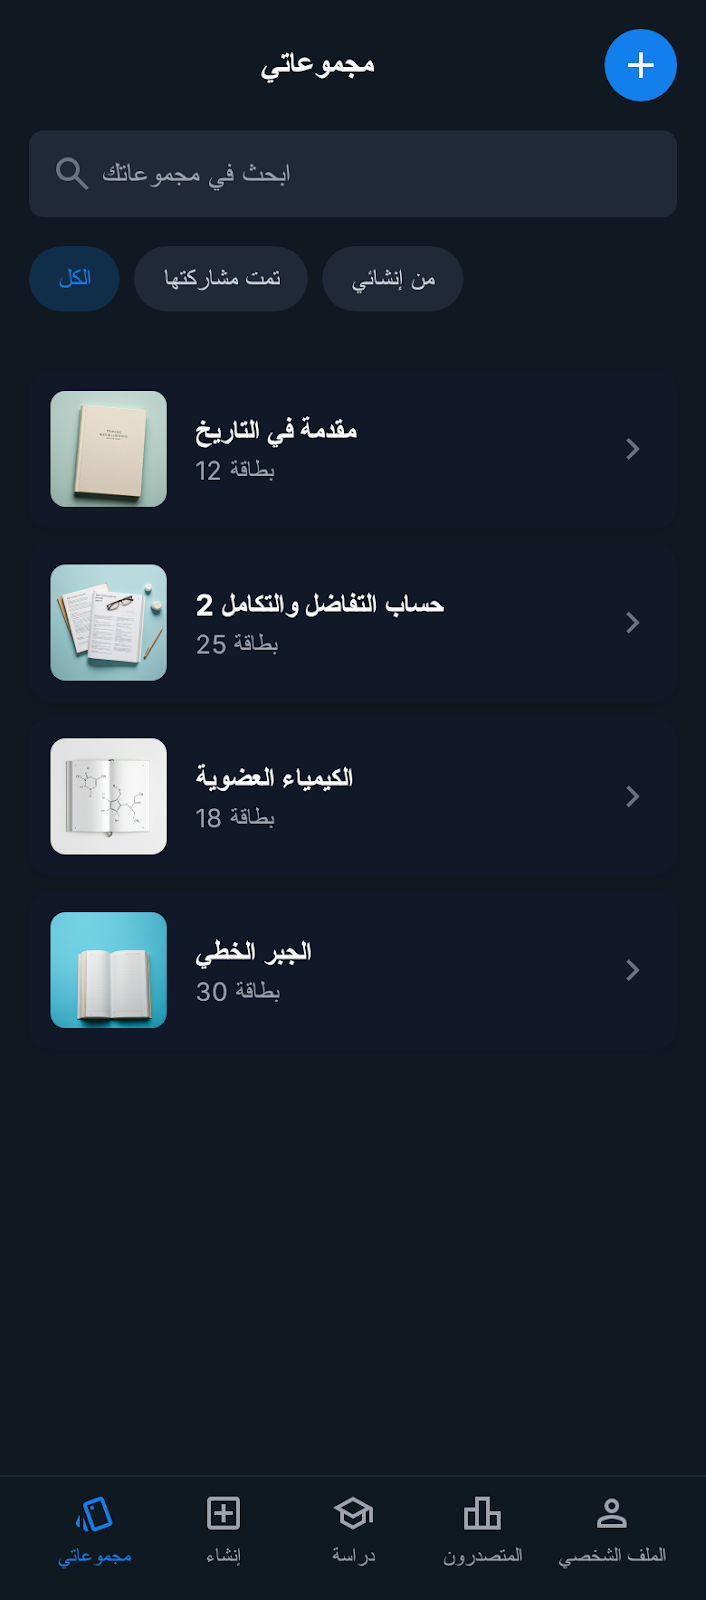 مجموعاتي
ابحث في مجموعاتك
الكل
تمت مشاركتها
من إنشائي
مقدمة في التاريخ
12 بطاقة
حساب التفاضل والتكامل 2
25 بطاقة
الكيمياء العضوية
18 بطاقة
الجبر الخطي
30 بطاقة
مجموعاتي
إنشاء
دراسة
المتصدرون
الملف الشخصي